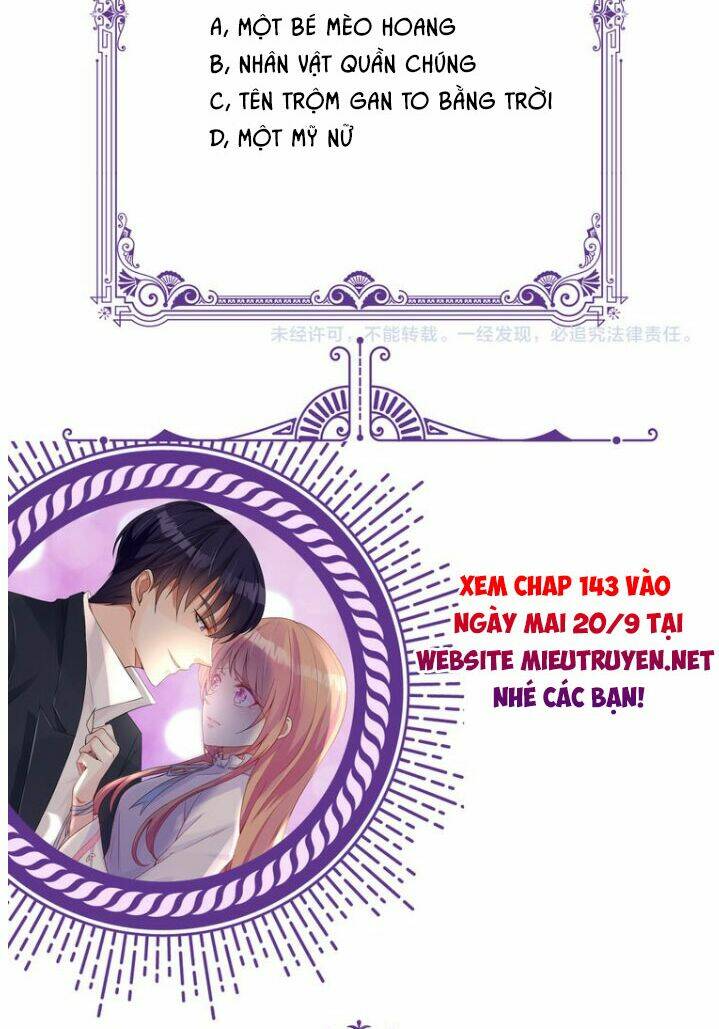 A, MỘT BÉ MÈO HOANG
B, NHÂN VẬT QUẦN CHÚNG
C, TÊN TRỘM GAN TO BẰNG TRỜI
D, MỘT MỸ NỮ
未经许可，不能转载。一经发现，必追究法律责任。
XEM CHAP 143 VÀO
NGÀY MAI 20/9 TẠI
WEBSITE MIEUTRUYEN.NET
NHÉ CÁC BẠN!